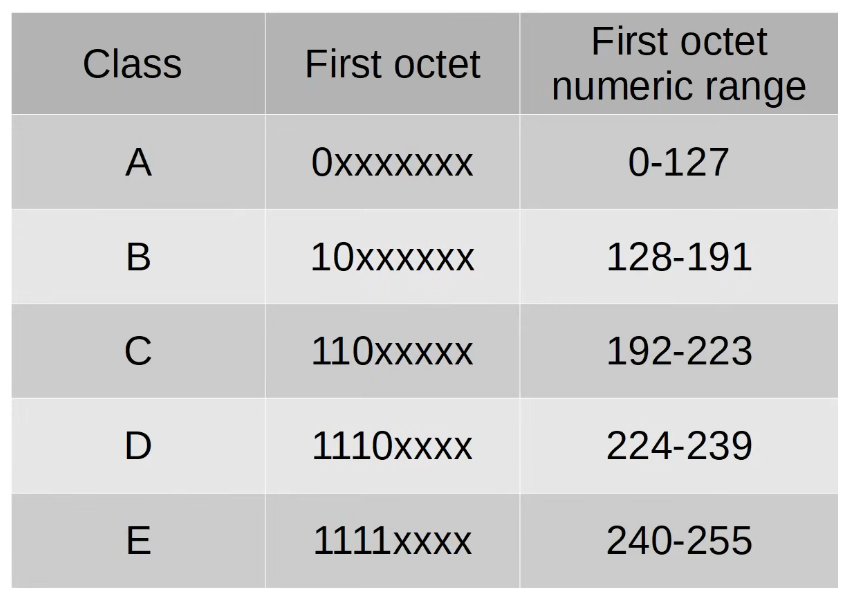 Class First octet First octet
numeric range
A 0xxxxxxx 0-127
B 10xxxxxx 128-191
C 110xxxxx 192-223
D 1110xxxx 224-239
E 1111xxxx 240-255